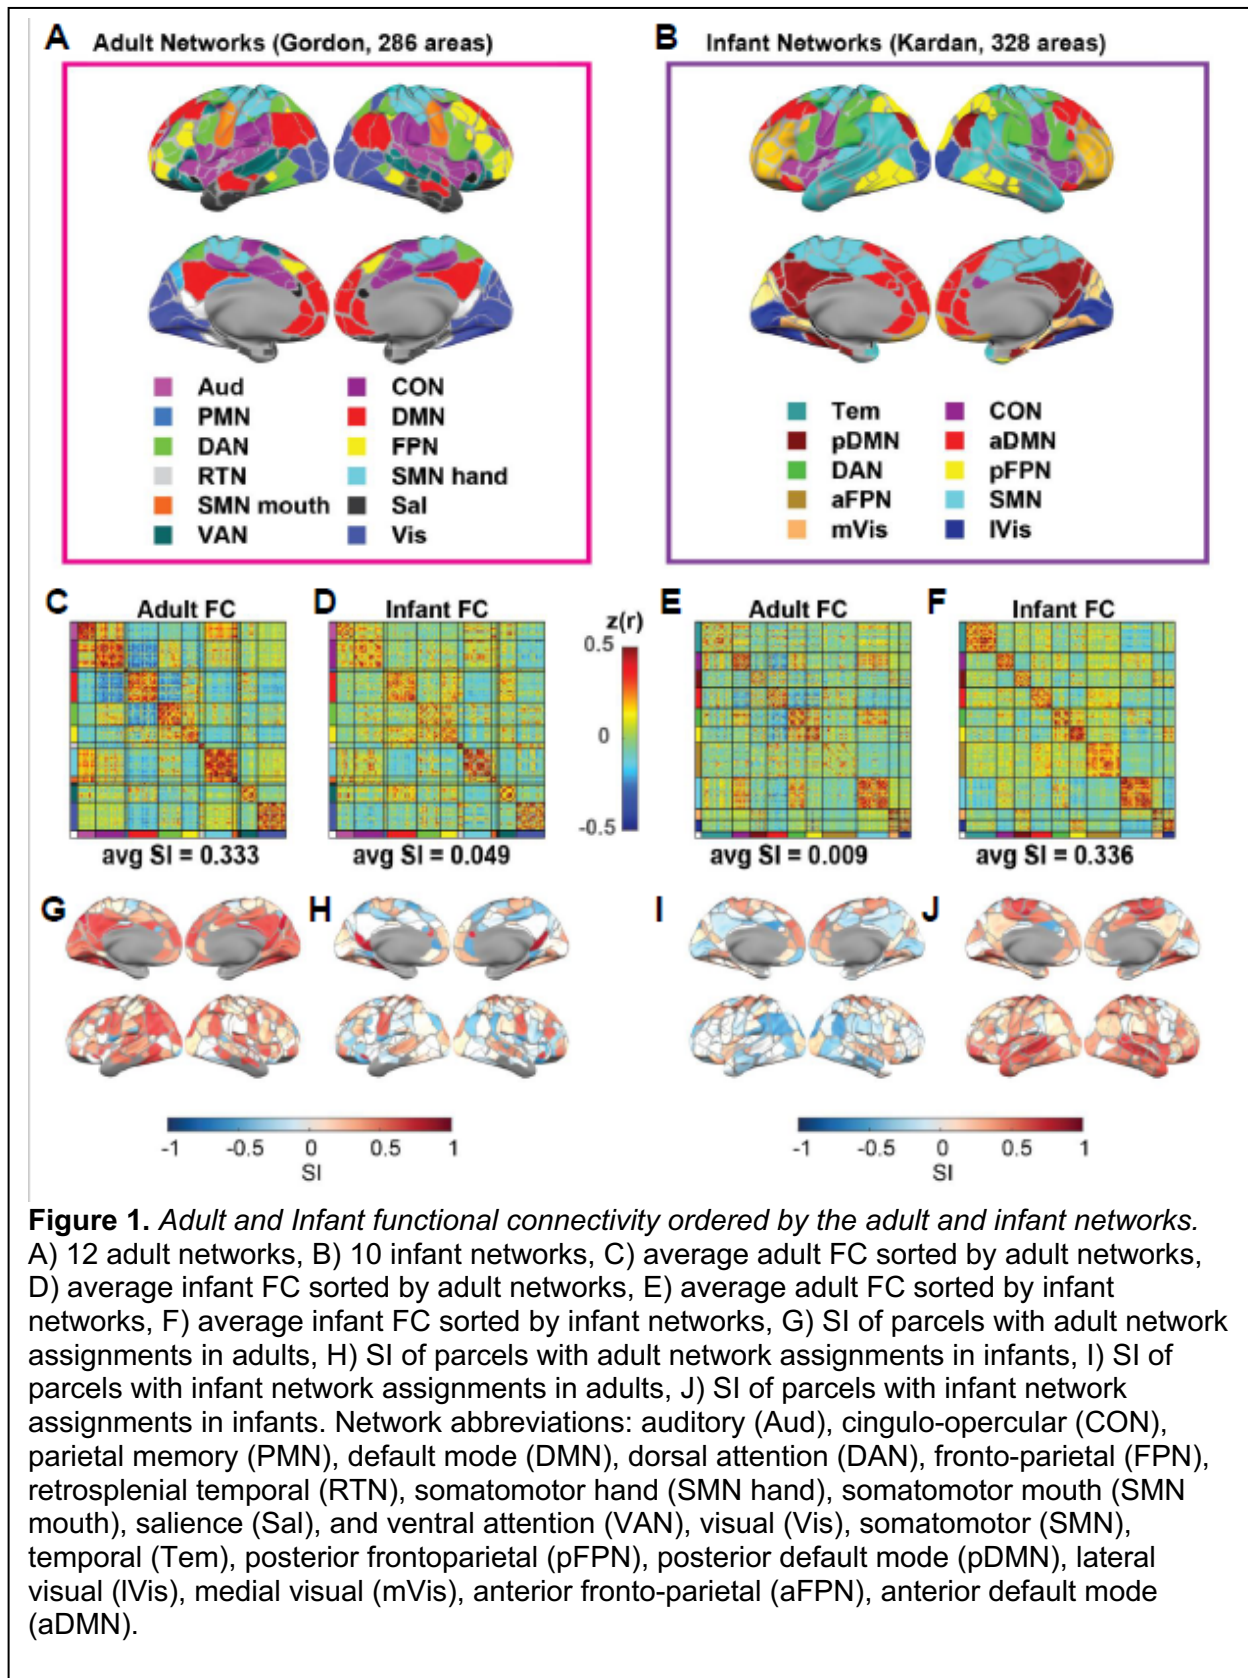 A Adult Networks (Gordon, 286 areas)
B Infant Networks (Kardan, 328 areas)
Aud CON
PMN DMN
DAN FPN
RTN SMN hand
SMN mouth Sal
VAN Vis
Tem CON
pDMN aDMN
DAN pFPN
aFPN SMN
mVis lVis
C Adult FC
avg SI = 0.333
D Infant FC
avg SI = 0.049
z(r)
0.5
0
-0.5
E Adult FC
avg SI = 0.009
F Infant FC
avg SI = 0.336
G
H
I
J
-1 -0.5 0 0.5 1
SI
-1 -0.5 0 0.5 1
SI
Figure 1. Adult and Infant functional connectivity ordered by the adult and infant networks.
A) 12 adult networks, B) 10 infant networks, C) average adult FC sorted by adult networks,
D) average infant FC sorted by adult networks, E) average adult FC sorted by infant
networks, F) average infant FC sorted by infant networks, G) SI of parcels with adult network
assignments in adults, H) SI of parcels with adult network assignments in infants, I) SI of
parcels with infant network assignments in adults, J) SI of parcels with infant network
assignments in infants. Network abbreviations: auditory (Aud), cingulo-opercular (CON),
parietal memory (PMN), default mode (DMN), dorsal attention (DAN), fronto-parietal (FPN),
retrosplenial temporal (RTN), somatomotor hand (SMN hand), somatomotor mouth (SMN
mouth), salience (Sal), and ventral attention (VAN), visual (Vis), somatomotor (SMN),
temporal (Tem), posterior frontoparietal (pFPN), posterior default mode (pDMN), lateral
visual (lVis), medial visual (mVis), anterior fronto-parietal (aFPN), anterior default mode
(aDMN).